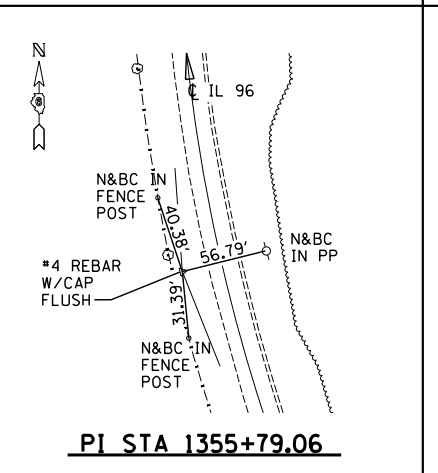 N
℄ IL 96
N&BC IN
FENCE
POST
40.38'
56.79'
N&BC
IN PP
#4 REBAR
W/CAP
FLUSH
31.39'
N&BC IN
FENCE
POST
PI STA 1355+79.06